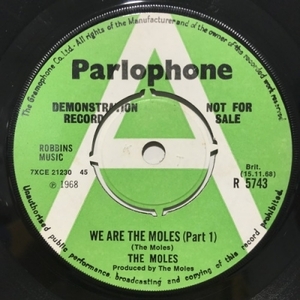 The Gramophone Co. Ltd. · All rights of the Manufacturer and of the owner of the recorded work reserved
Parlophone
DEMONSTRATION NOT FOR
RECORD SALE
ROBBINS
MUSIC
Brit.
7XCE 21230 45
(15.11.68)
℗ 1968
R 5743
WE ARE THE MOLES (Part 1)
(The Moles)
THE MOLES
Produced by The Moles
Unauthorised public performance broadcasting and copying of this record prohibited